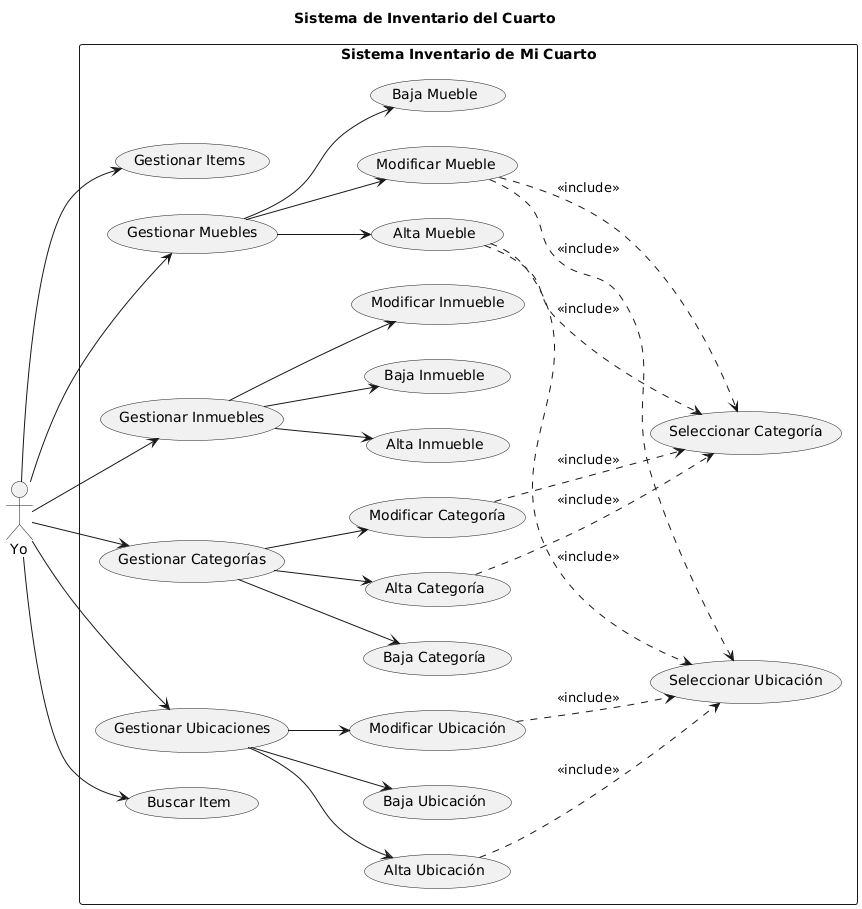 Sistema de Inventario del Cuarto
Sistema Inventario de Mi Cuarto
Baja Mueble
Gestionar Items
Modificar Mueble
«include»
Gestionar Muebles
Alta Mueble
«include»
Modificar Inmueble
«include»
Baja Inmueble
Gestionar Inmuebles
Alta Inmueble
Seleccionar Categoría
«include»
Modificar Categoría
«include»
Yo
Gestionar Categorías
«include»
Alta Categoría
Baja Categoría
Seleccionar Ubicación
«include»
Gestionar Ubicaciones
Modificar Ubicación
«include»
Buscar Item
Baja Ubicación
Alta Ubicación